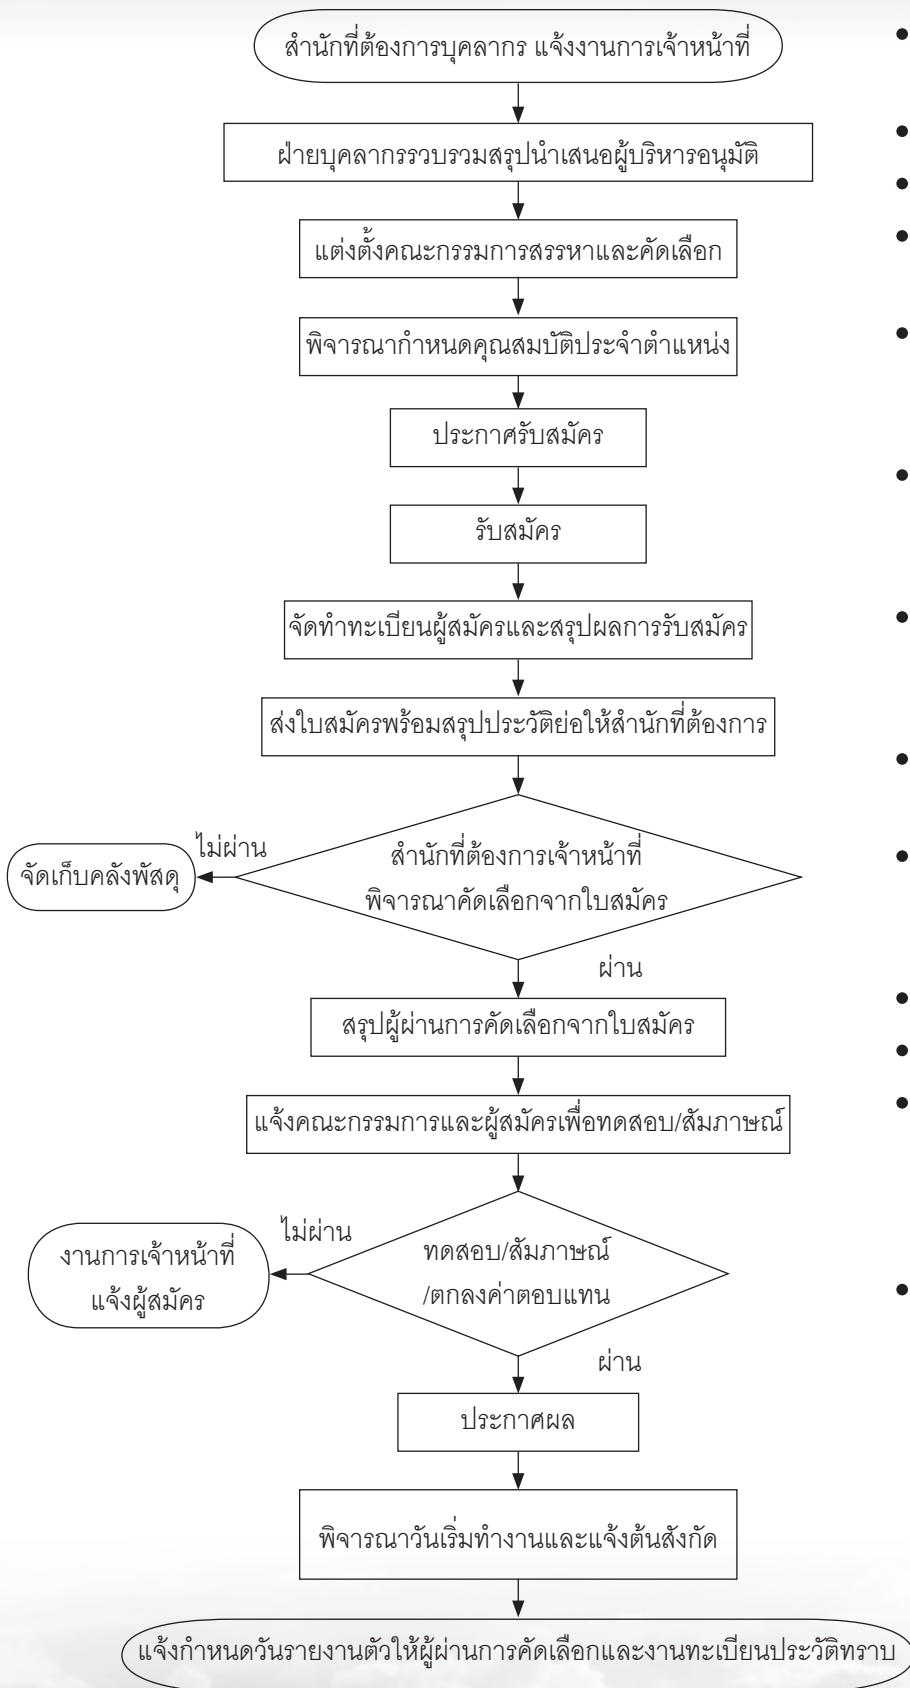 สำนักที่ต้องการบุคลากร แจ้งงานการเจ้าหน้าที่
ฝ่ายบุคลากรรวบรวมสรุปนำเสนอผู้บริหารอนุมัติ
แต่งตั้งคณะกรรมการสรรหาและคัดเลือก
พิจารณากำหนดคุณสมบัติประจำตำแหน่ง
ประกาศรับสมัคร
รับสมัคร
จัดทำทะเบียนผู้สมัครและสรุปผลการรับสมัคร
ส่งใบสมัครพร้อมสรุปประวัติย่อให้สำนักที่ต้องการ
สำนักที่ต้องการเจ้าหน้าที่
พิจารณาคัดเลือกจากใบสมัคร
ไม่ผ่าน
จัดเก็บคลังพัสดุ
ผ่าน
สรุปผู้ผ่านการคัดเลือกจากใบสมัคร
แจ้งคณะกรรมการและผู้สมัครเพื่อทดสอบ/สัมภาษณ์
ทดสอบ/สัมภาษณ์
/ตกลงค่าตอบแทน
ไม่ผ่าน
งานการเจ้าหน้าที่
แจ้งผู้สมัคร
ผ่าน
ประกาศผล
พิจารณาวันเริ่มทำงานและแจ้งต้นสังกัด
แจ้งกำหนดวันรายงานตัวให้ผู้ผ่านการคัดเลือกและงานทะเบียนประวัติทราบ